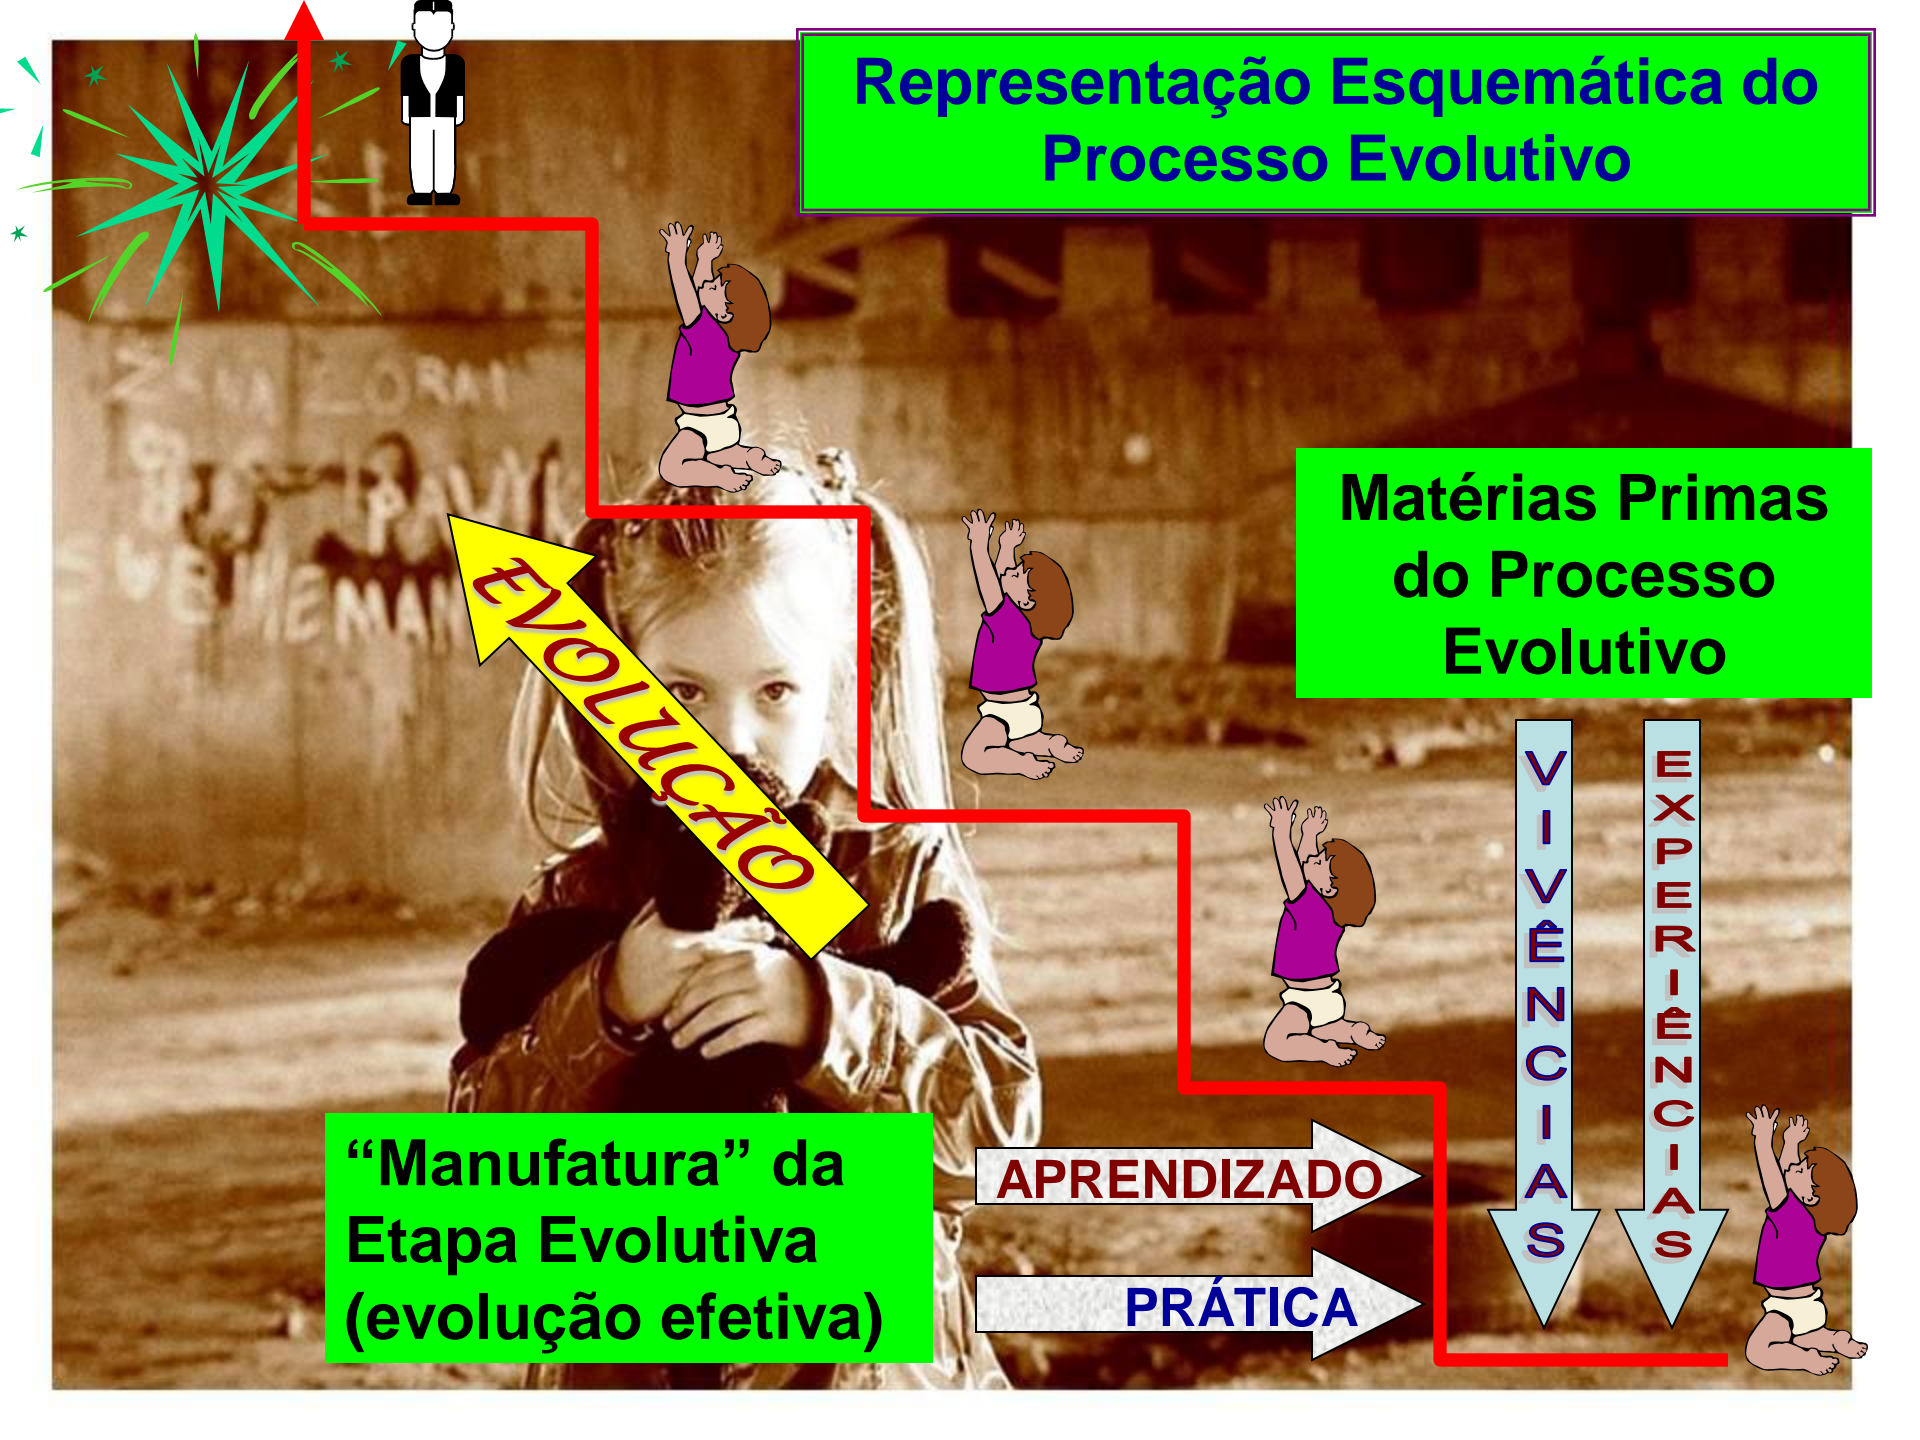 Representação Esquemática do
Processo Evolutivo
Matérias Primas
do Processo
Evolutivo
EVOLUÇÃO
VIVÊNCIAS
EXPERIÊNCIAS
“Manufatura” da
Etapa Evolutiva
(evolução efetiva)
APRENDIZADO
PRÁTICA